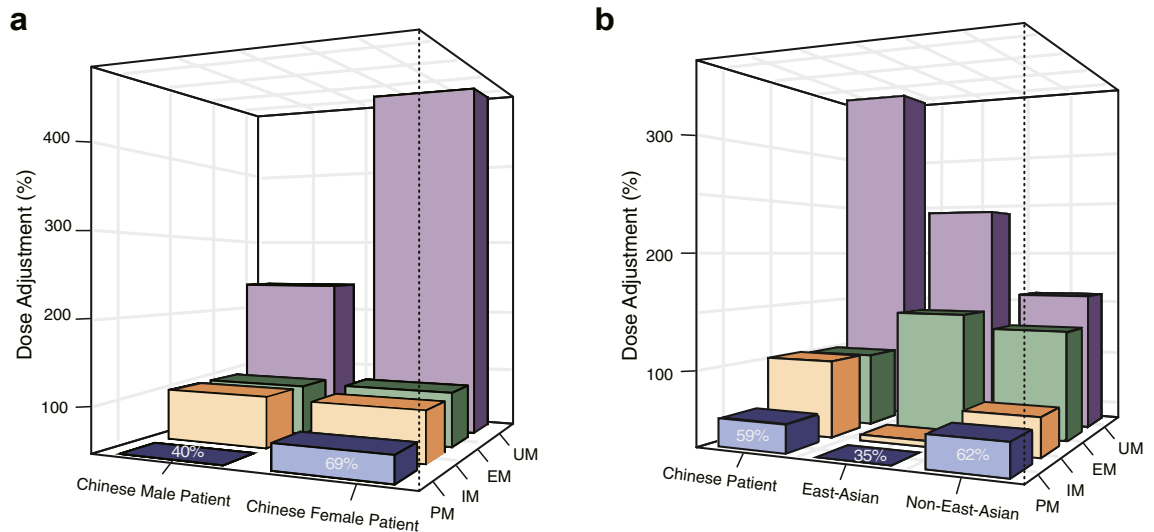 a
Dose Adjustment (%)
400
300
200
100
40%
69%
Chinese Male Patient
Chinese Female Patient
PM
IM
EM
UM
b
Dose Adjustment (%)
300
200
100
59%
35%
62%
Chinese Patient
East-Asian
Non-East-Asian
PM
IM
EM
UM